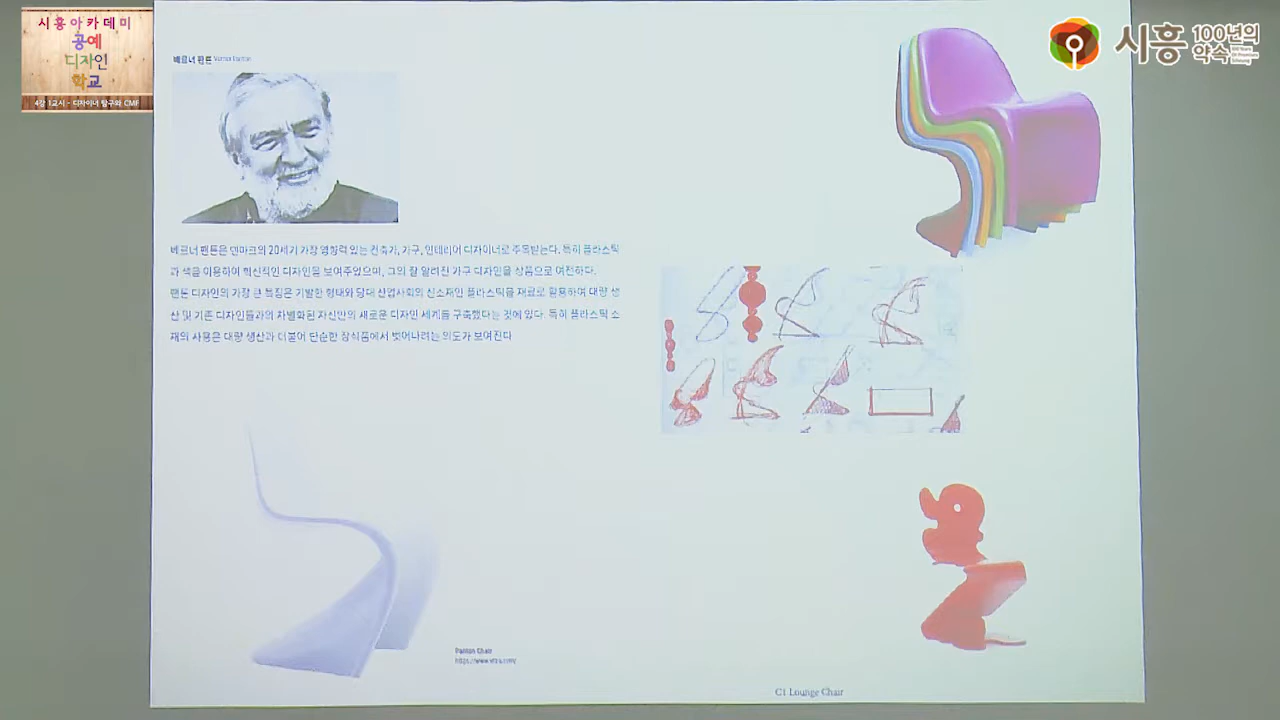 시흥아카데미
공예
디자인
학교
4강 1교시 - 디자이너 탐구와 CMF
시흥 100년의 약속
베르너 팬톤 Verner Panton
베르너 팬톤은 덴마크의 20세기 가장 영향력 있는 건축가, 가구, 인테리어 디자이너로 주목받는다. 특히 플라스틱
과 색을 이용하여 혁신적인 디자인을 보여주었으며, 그의 잘 알려진 가구 디자인들 상품으로 여전하다.
팬톤 디자인의 가장 큰 특징은 기발한 형태와 당대 산업사회의 신소재인 플라스틱을 재료로 활용하여 대량 생
산 및 기존 디자인들과의 차별화된 자신만의 새로운 디자인 세계를 구축했다는 것에 있다. 특히 플라스틱 소
재의 사용은 대량 생산과 더불어 단순한 장식품에서 벗어나려는 의도가 보여진다
Panton Chair
https://www.vitra.com/
C1 Lounge Chair